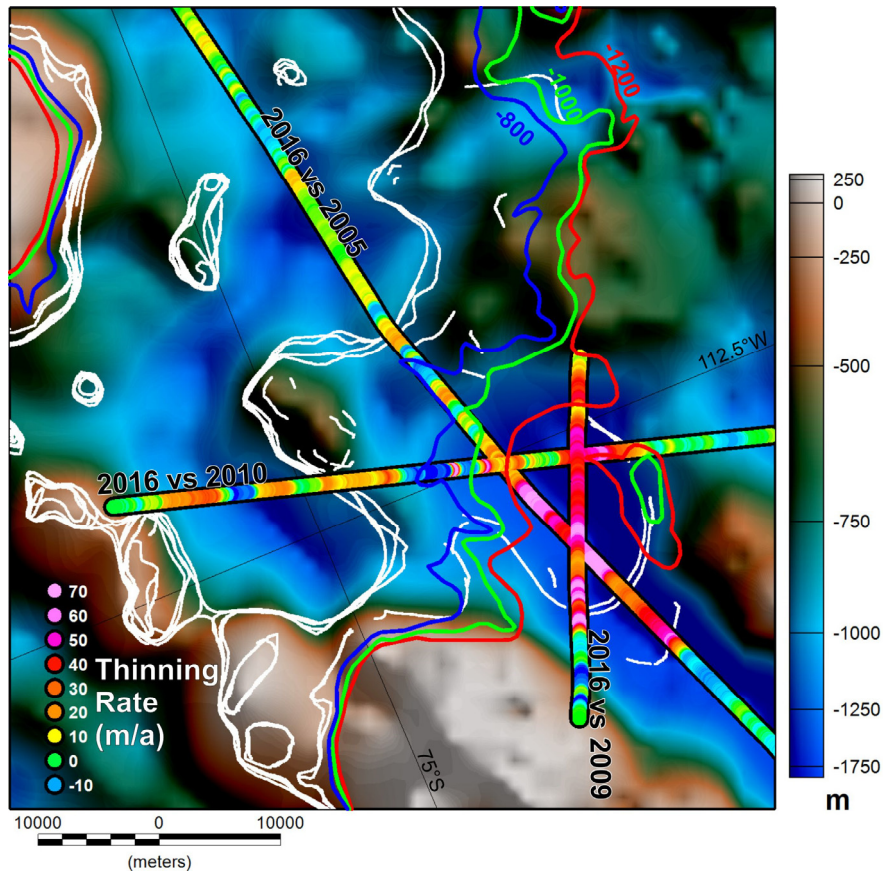 -1200
-1000
-800
2016 vs 2005
112.5°W
2016 vs 2010
2016 vs 2009
75°S
Thinning
Rate
(m/a)
70
60
50
40
30
20
10
0
-10
250
0
-250
-500
-750
-1000
-1250
-1750
m
10000 0 10000
(meters)